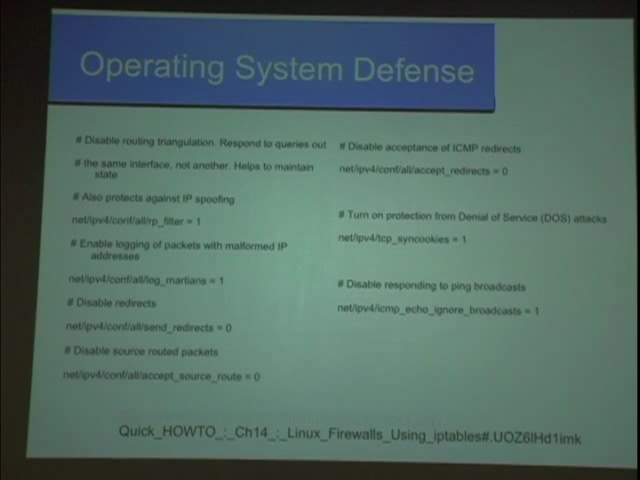 Operating System Defense
# Disable routing triangulation. Respond to queries out
# the same interface, not another. Helps to maintain
state
# Also protects against IP spoofing
net/ipv4/conf/all/rp_filter = 1
# Enable logging of packets with malformed IP
addresses
net/ipv4/conf/all/log_martians = 1
# Disable redirects
net/ipv4/conf/all/send_redirects = 0
# Disable source routed packets
net/ipv4/conf/all/accept_source_route = 0
# Disable acceptance of ICMP redirects
net/ipv4/conf/all/accept_redirects = 0
# Turn on protection from Denial of Service (DOS) attacks
net/ipv4/tcp_syncookies = 1
# Disable responding to ping broadcasts
net/ipv4/icmp_echo_ignore_broadcasts = 1
Quick_HOWTO_:_Ch14_:_Linux_Firewalls_Using_iptables#.UOZ6lHd1imk